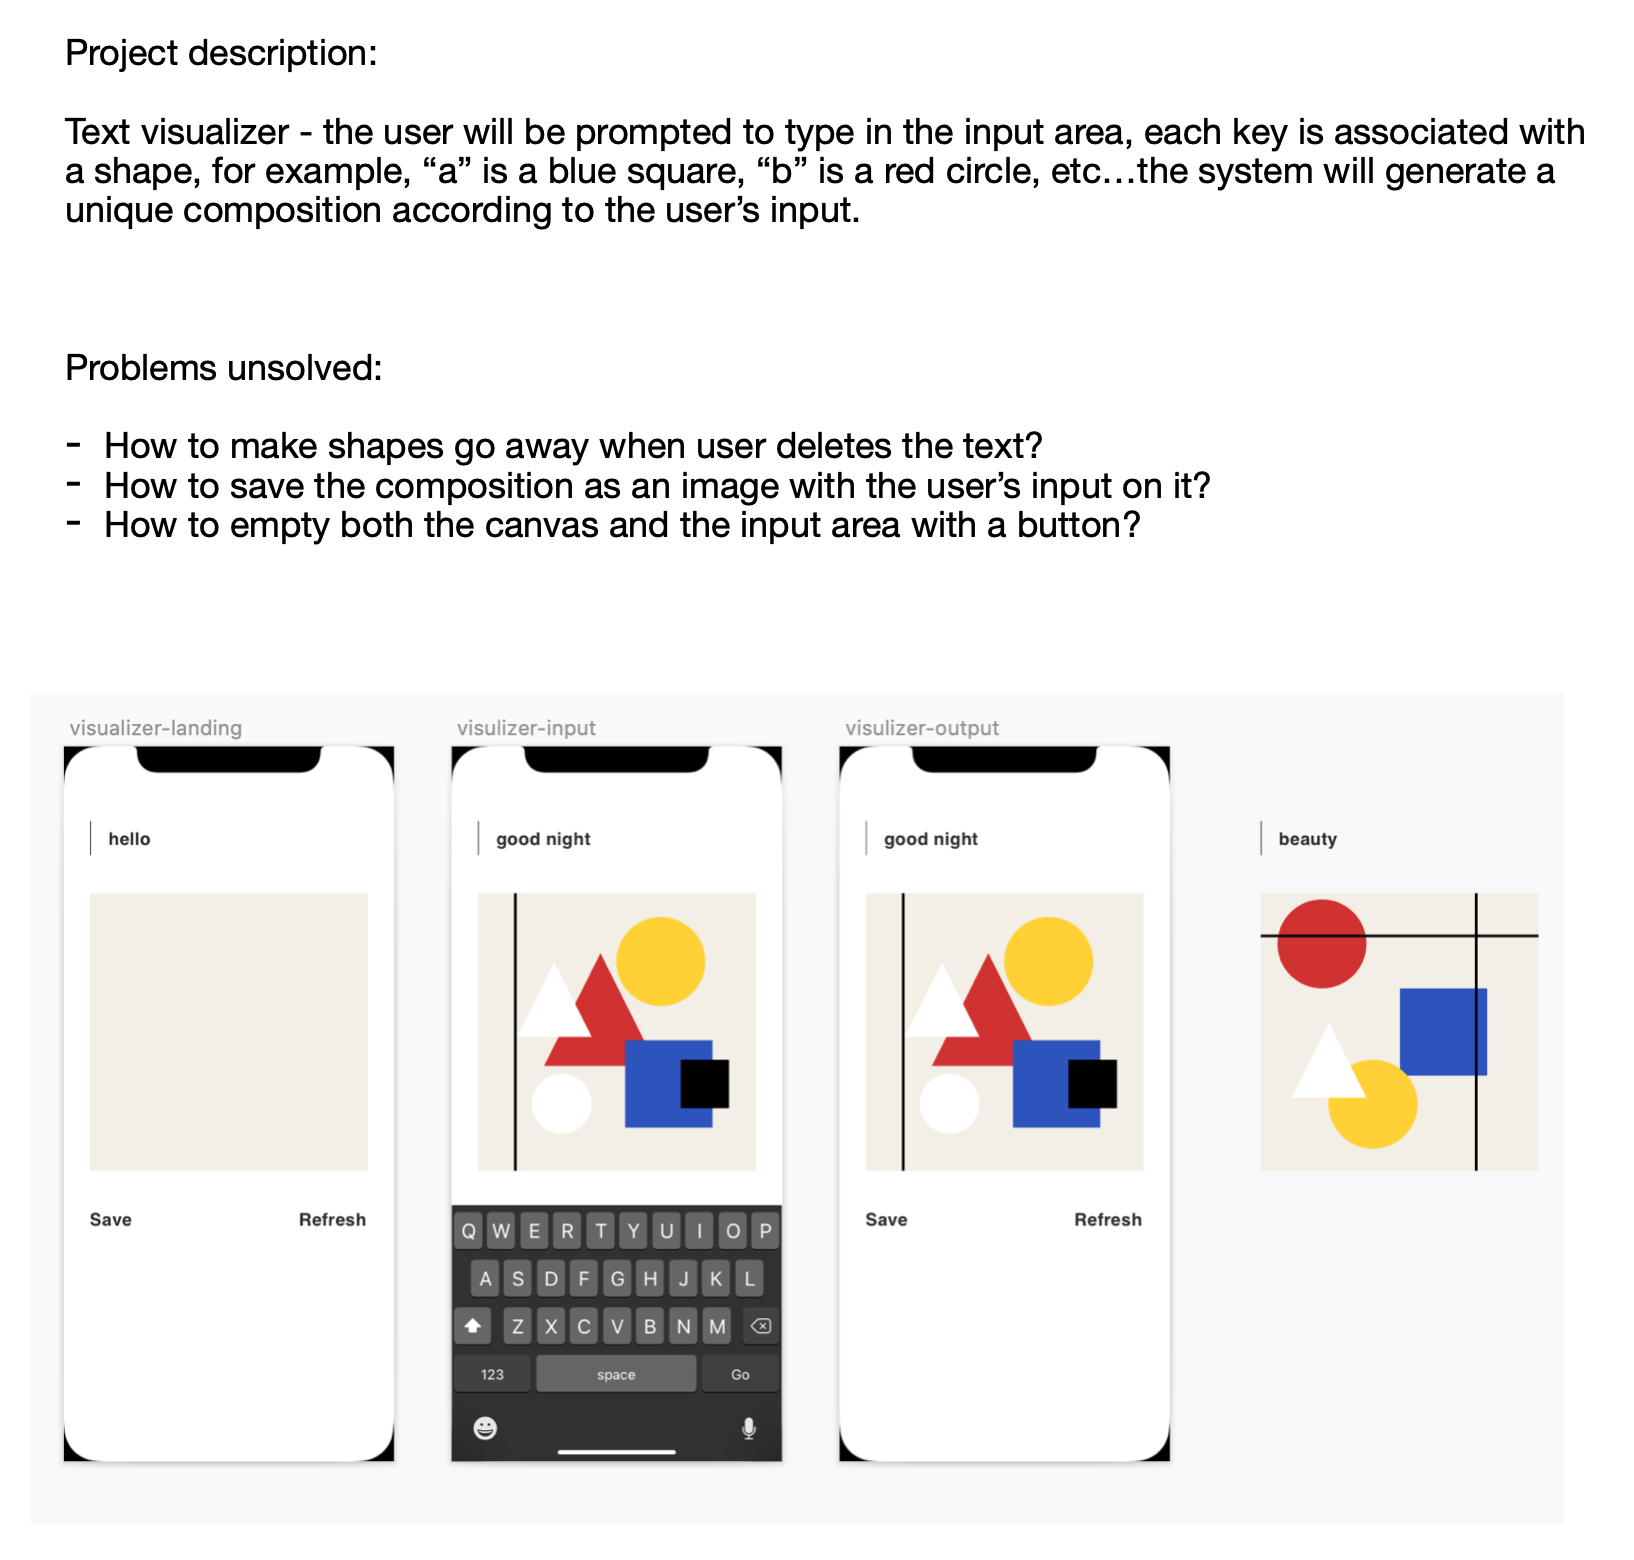 Project description:
Text visualizer - the user will be prompted to type in the input area, each key is associated with
a shape, for example, “a” is a blue square, “b” is a red circle, etc…the system will generate a
unique composition according to the user’s input.
Problems unsolved:
- How to make shapes go away when user deletes the text?
- How to save the composition as an image with the user’s input on it?
- How to empty both the canvas and the input area with a button?
visualizer-landing
hello
Save Refresh
visulizer-input
good night
Q W E R T Y U I O P
A S D F G H J K L
Z X C V B N M
123 space Go
visulizer-output
good night
Save Refresh
beauty